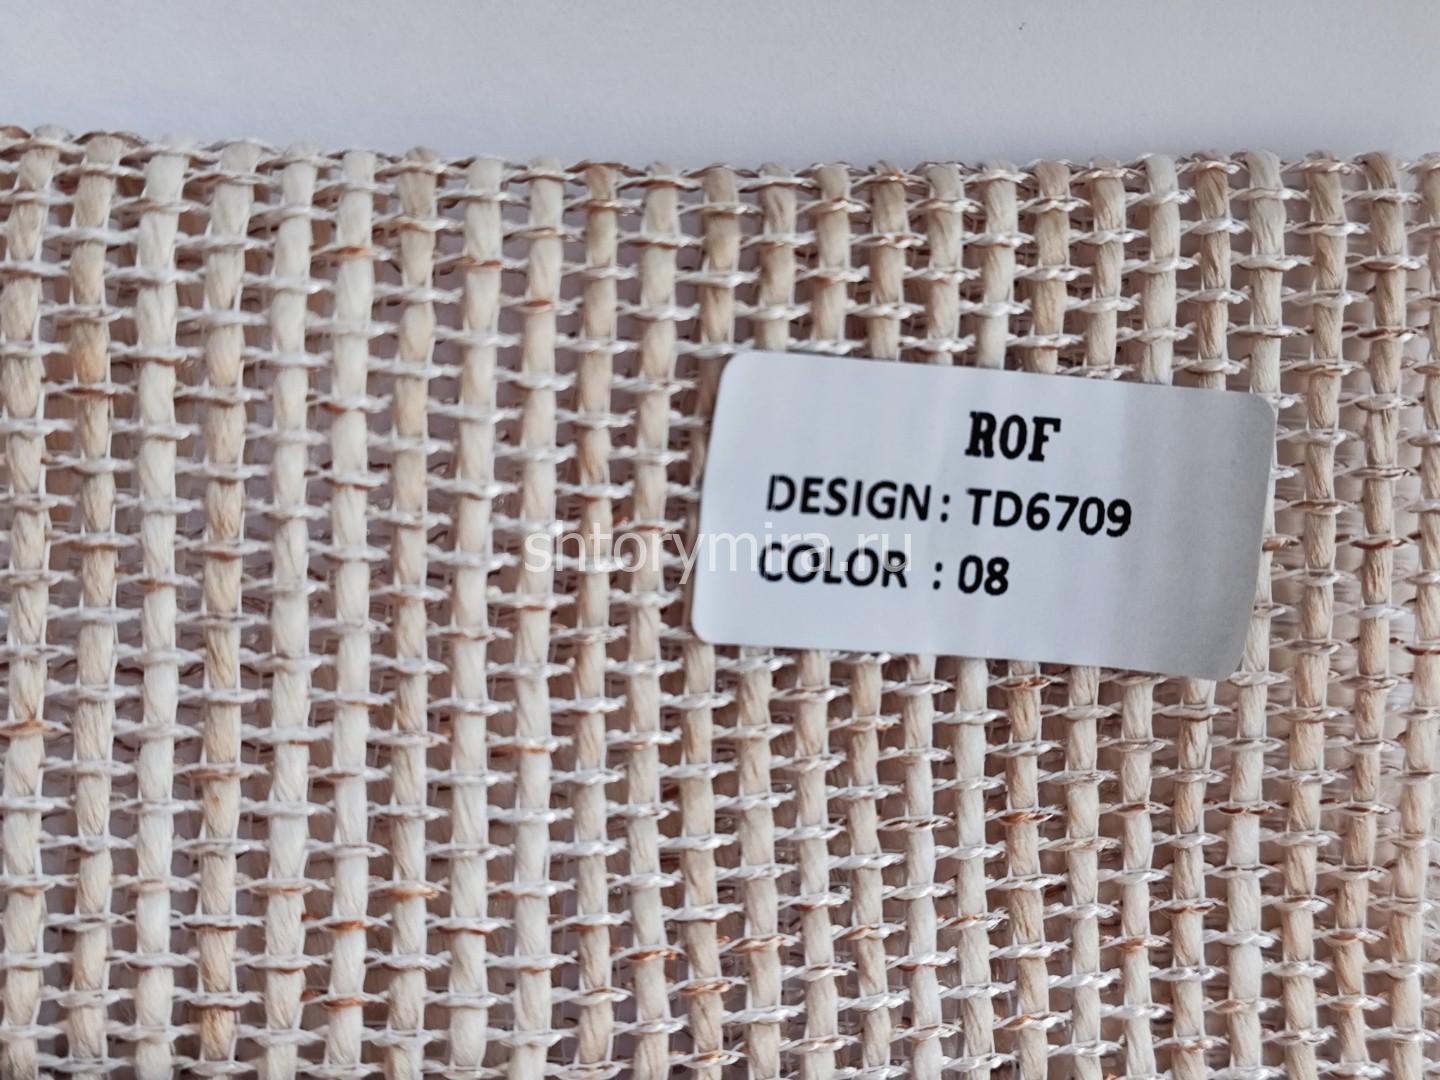 ROF
DESIGN : TD6709
shtorymira.ru
COLOR : 08